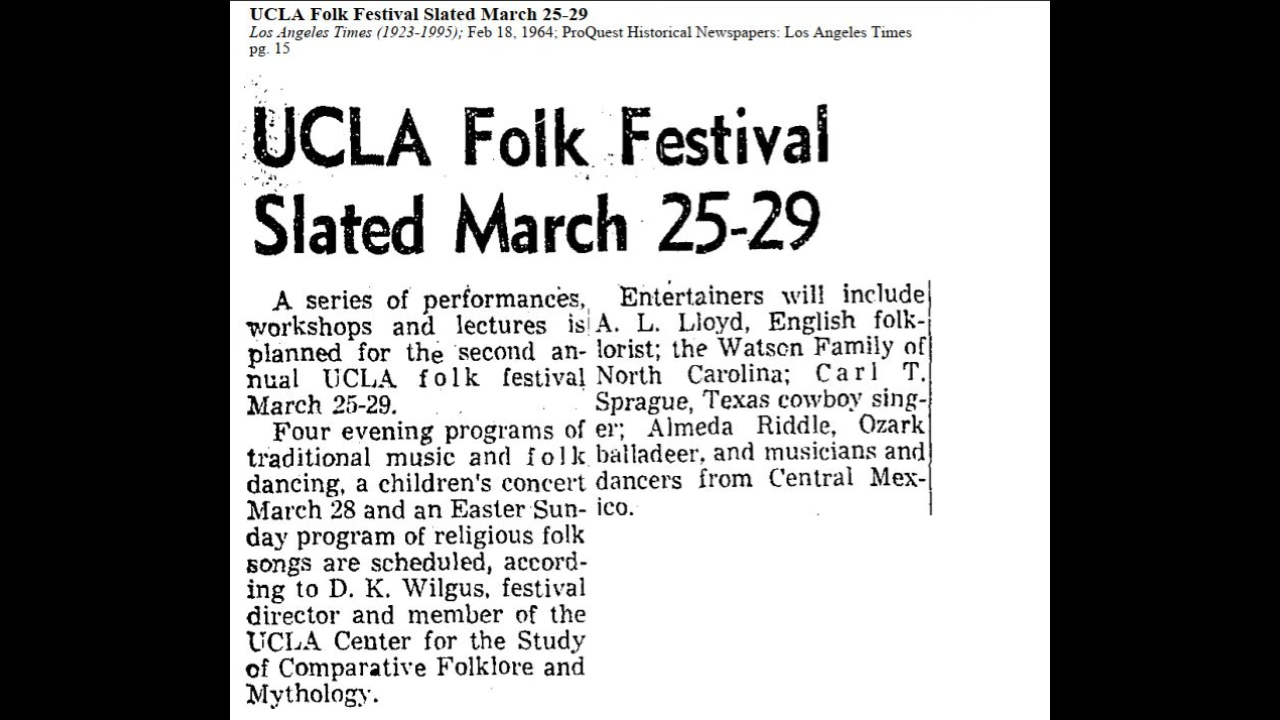 UCLA Folk Festival Slated March 25-29
Los Angeles Times (1923-1995); Feb 18, 1964; ProQuest Historical Newspapers: Los Angeles Times
pg. 15
UCLA Folk Festival
Slated March 25-29
A series of performances,
workshops and lectures is
planned for the second an-
nual UCLA folk festival
March 25-29.
Four evening programs of
traditional music and folk
dancing, a children's concert
March 28 and an Easter Sun-
day program of religious folk
songs are scheduled, accord-
ing to D. K. Wilgus, festival
director and member of the
UCLA Center for the Study
of Comparative Folklore and
Mythology.
Entertainers will include
A. L. Lloyd, English folk-
lorist; the Watson Family of
North Carolina; Carl T.
Sprague, Texas cowboy sing-
er; Almeda Riddle, Ozark
balladeer, and musicians and
dancers from Central Mex-
ico.